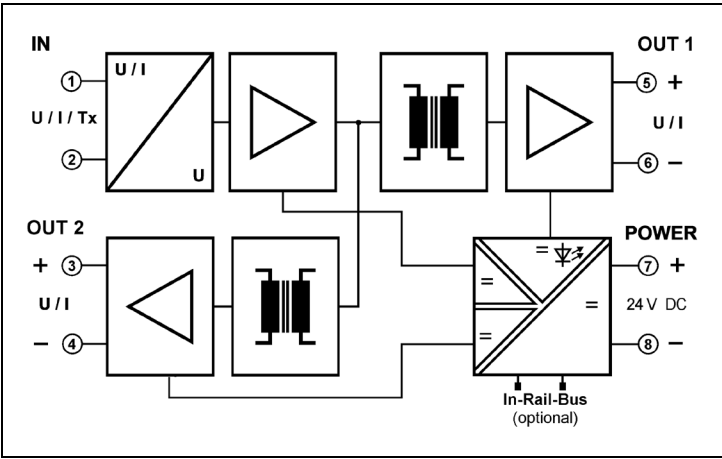 IN
OUT 1
1
U / I
5 +
U / I / Tx
U / I
2
U
6 −
OUT 2
POWER
+ 3
=
7 +
U / I
=
=
24 V DC
− 4
=
8 −
In-Rail-Bus
(optional)